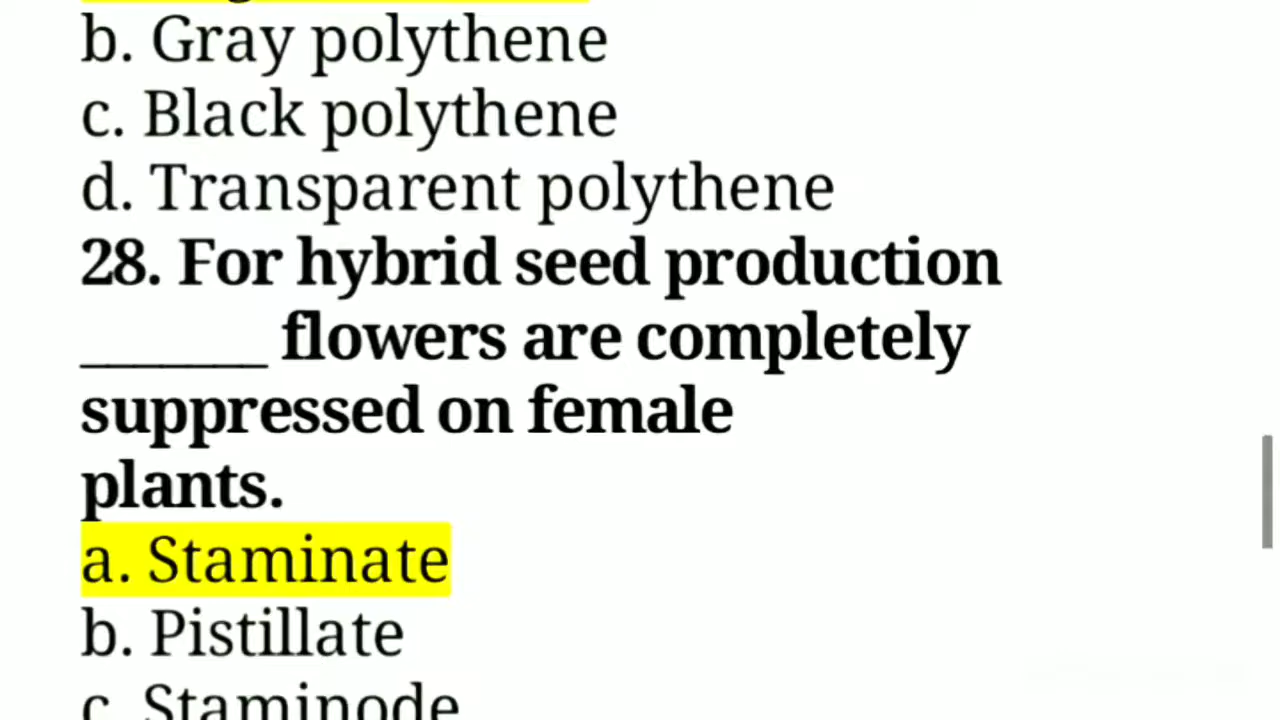 b. Gray polythene
c. Black polythene
d. Transparent polythene
28. For hybrid seed production
_______ flowers are completely
suppressed on female
plants.
a. Staminate
b. Pistillate
c. Staminode